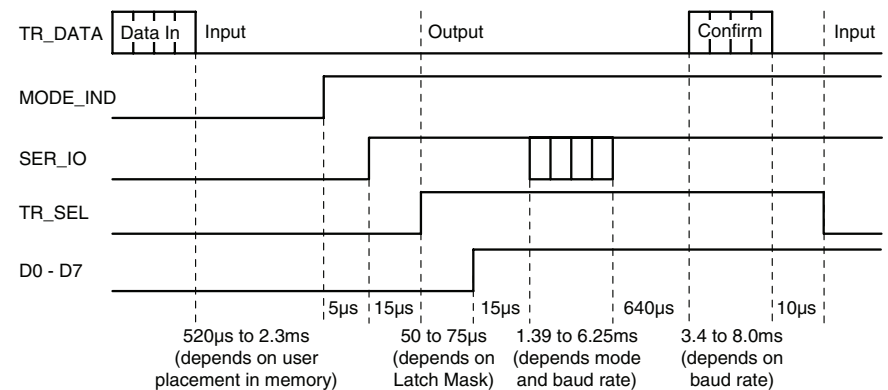 TR_DATA Data In Input Output Confirm Input
MODE_IND
SER_IO
TR_SEL
D0 - D7
5µs 15µs 15µs 640µs 10µs
520µs to 2.3ms 50 to 75µs 1.39 to 6.25ms 3.4 to 8.0ms
(depends on user (depends on (depends mode (depends on
placement in memory) Latch Mask) and baud rate) baud rate)